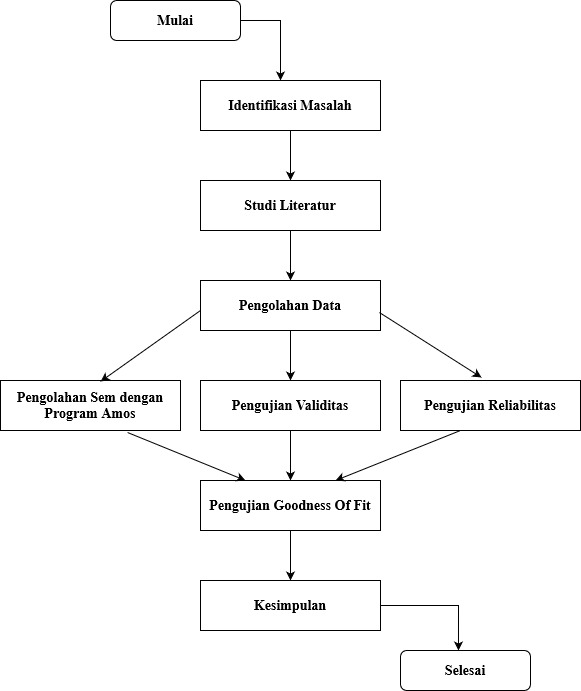 Mulai
Identifikasi Masalah
Studi Literatur
Pengolahan Data
Pengolahan Sem dengan
Program Amos
Pengujian Validitas
Pengujian Reliabilitas
Pengujian Goodness Of Fit
Kesimpulan
Selesai